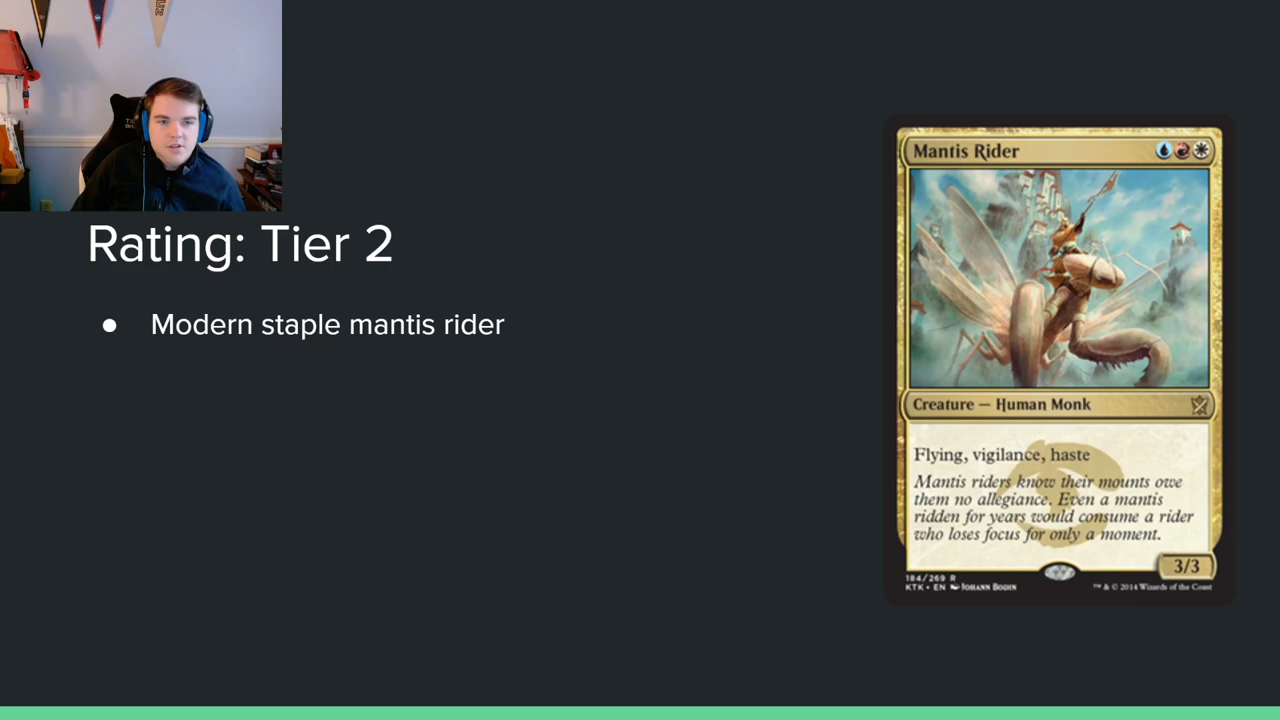 Rating: Tier 2
● Modern staple mantis rider
Mantis Rider
Creature — Human Monk
Flying, vigilance, haste
Mantis riders know their mounts owe
them no allegiance. Even a mantis
ridden for years would consume a rider
who loses focus for only a moment.
3/3
184/269 R
KTK • EN Johann Bodin
™ & © 2014 Wizards of the Coast